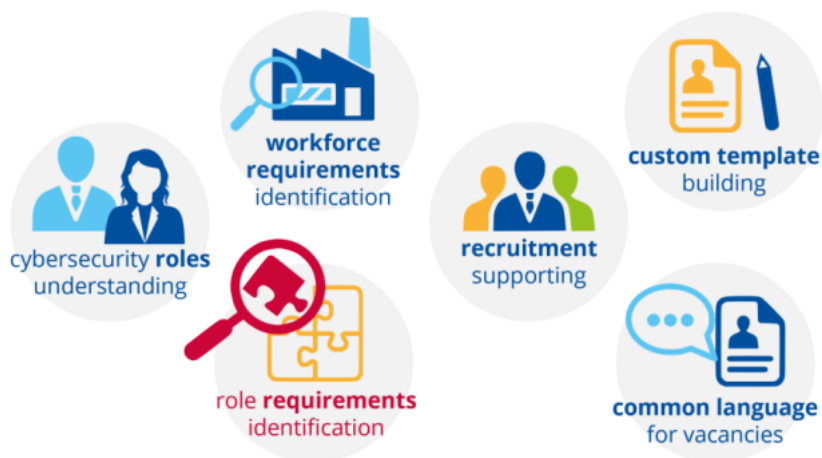 workforce
requirements
identification
custom template
building
cybersecurity roles
understanding
recruitment
supporting
role requirements
identification
common language
for vacancies